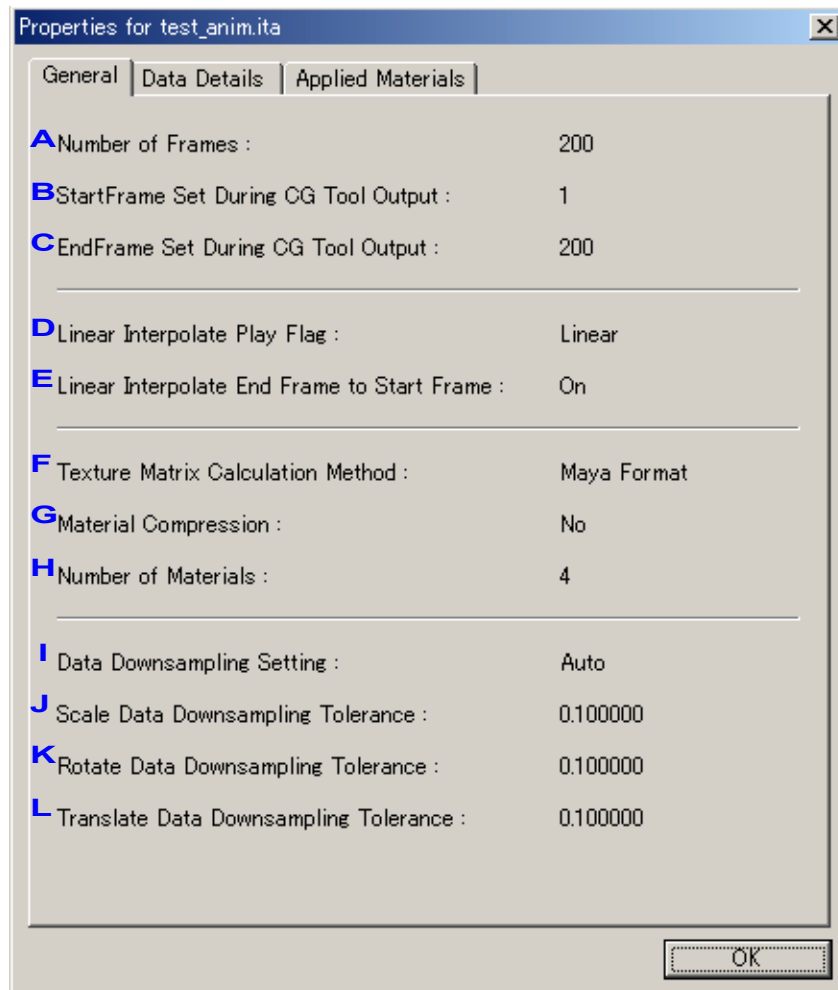 Properties for test_anim.ita
General Data Details Applied Materials
A Number of Frames : 200
B StartFrame Set During CG Tool Output : 1
C EndFrame Set During CG Tool Output : 200
D Linear Interpolate Play Flag : Linear
E Linear Interpolate End Frame to Start Frame : On
F Texture Matrix Calculation Method : Maya Format
G Material Compression : No
H Number of Materials : 4
I Data Downsampling Setting : Auto
J Scale Data Downsampling Tolerance : 0.100000
K Rotate Data Downsampling Tolerance : 0.100000
L Translate Data Downsampling Tolerance : 0.100000
OK